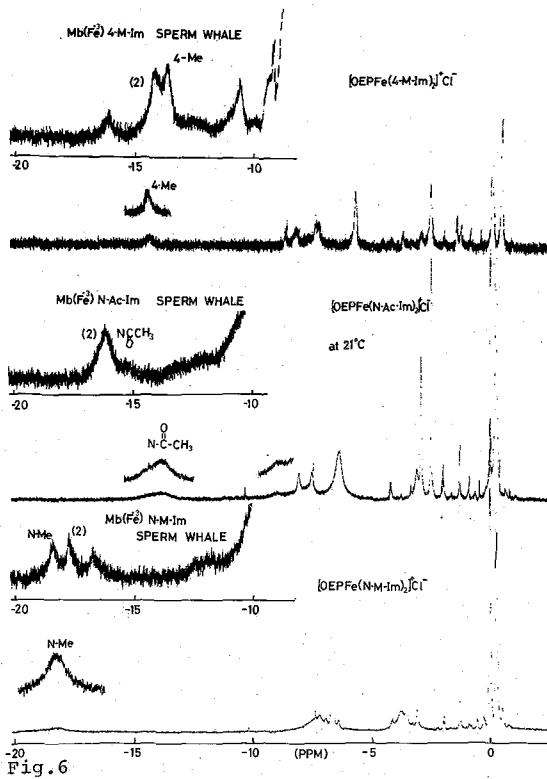 Mb(Fe⁺³) 4-M-Im SPERM WHALE
4-Me
(2)
[OEPFe(4-M-Im)₂]⁺Cl⁻
-20 -15 -10
4-Me
Mb(Fe⁺³) N-Ac-Im SPERM WHALE
[OEPFe(N-Ac-Im)₂]⁺Cl⁻
(2) NCCH₃
O
at 21°C
-20 -15 -10
O
N-C-CH₃
Mb(Fe⁺³) N-M-Im
SPERM WHALE
N-Me (2)
[OEPFe(N-M-Im)₂]⁺Cl⁻
-20 -15 -10
N-Me
-20 -15 -10 (PPM) -5 0
Fig.6